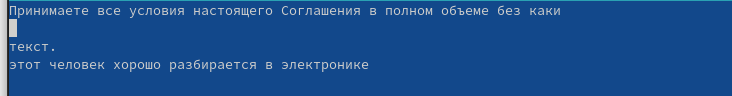 Принимаете все условия настоящего Соглашения в полном объеме без каки
текст.
этот человек хорошо разбирается в электронике